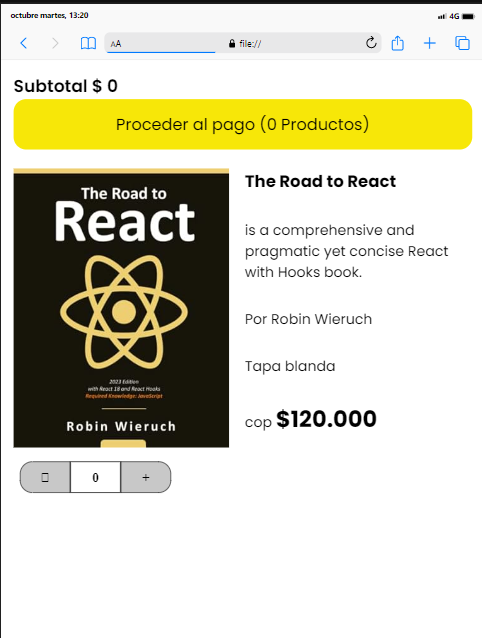 octubre martes, 13:20
4G
AA
file://
Subtotal $ 0
Proceder al pago (0 Productos)
The Road to
React
2023 Edition
with React 18 and React Hooks
Required Knowledge: JavaScript
Robin Wieruch
The Road to React
is a comprehensive and
pragmatic yet concise React
with Hooks book.
Por Robin Wieruch
Tapa blanda
cop $120.000
0
+